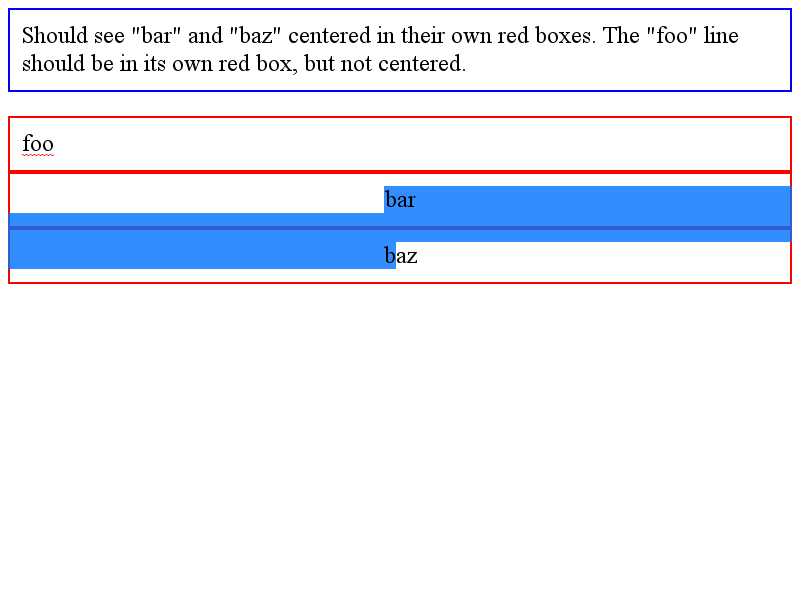 Should see "bar" and "baz" centered in their own red boxes. The "foo" line
should be in its own red box, but not centered.
foo
bar
baz